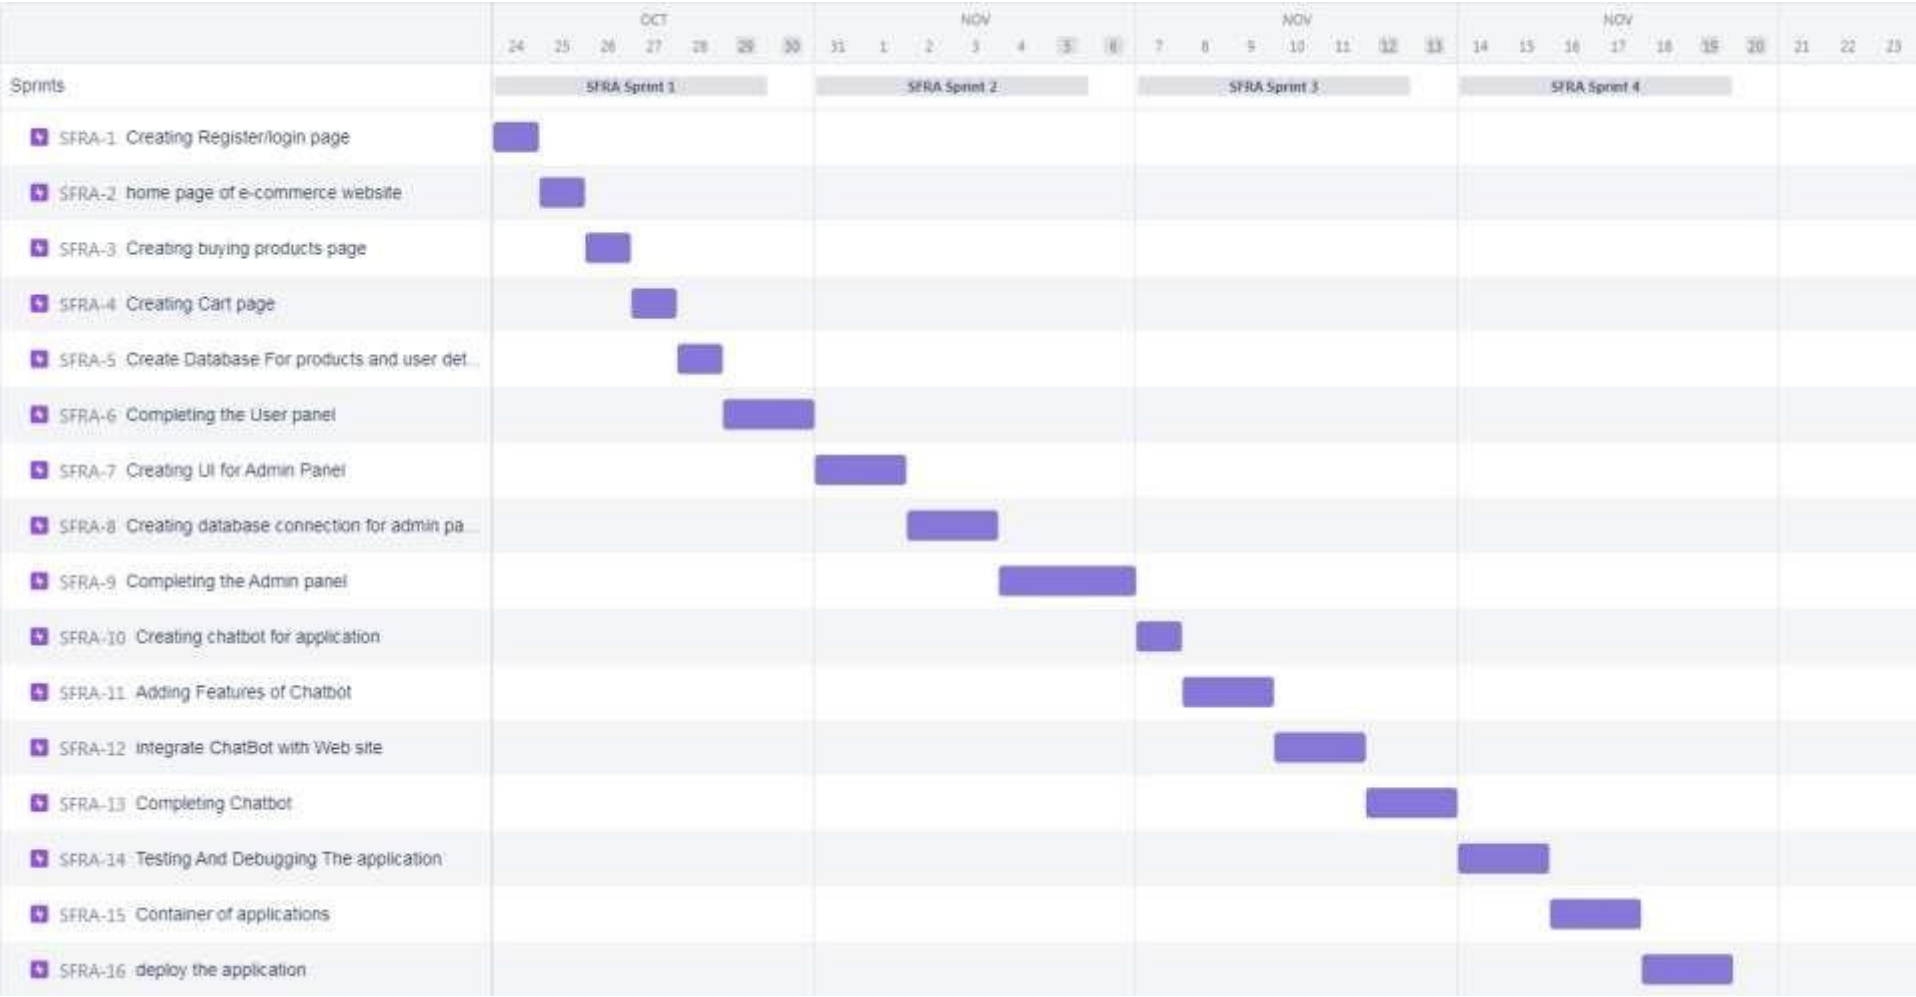 OCT NOV NOV NOV
24 25 26 27 28 29 30 31 1 2 3 4 5 6 7 8 9 10 11 12 13 14 15 16 17 18 19 20 21 22 23
Sprints SFRA Sprint 1 SFRA Sprint 2 SFRA Sprint 3 SFRA Sprint 4
SFRA-1 Creating Register/login page
SFRA-2 home page of e-commerce website
SFRA-3 Creating buying products page
SFRA-4 Creating Cart page
SFRA-5 Create Database For products and user det...
SFRA-6 Completing the User panel
SFRA-7 Creating UI for Admin Panel
SFRA-8 Creating database connection for admin pa...
SFRA-9 Completing the Admin panel
SFRA-10 Creating chatbot for application
SFRA-11 Adding Features of Chatbot
SFRA-12 integrate ChatBot with Web site
SFRA-13 Completing Chatbot
SFRA-14 Testing And Debugging The application
SFRA-15 Container of applications
SFRA-16 deploy the application